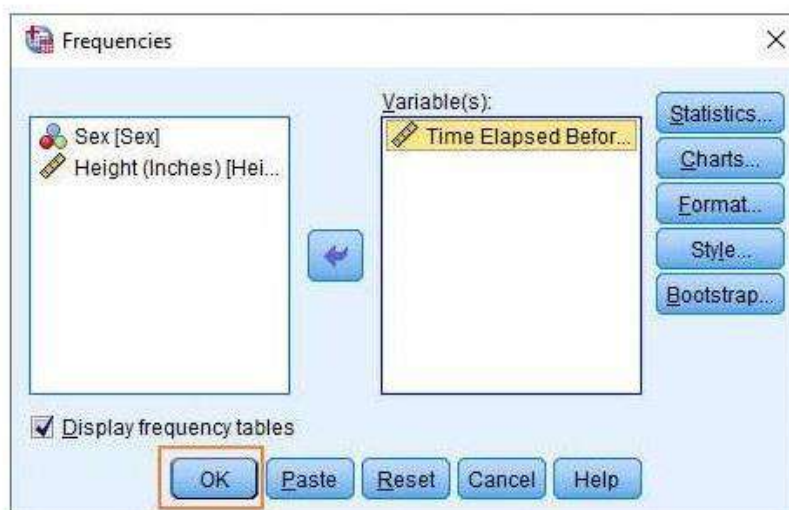 Frequencies
Variable(s):
Sex [Sex]
Height (Inches) [Hei...
Time Elapsed Befor...
Statistics...
Charts...
Format...
Style...
Bootstrap...
Display frequency tables
OK Paste Reset Cancel Help